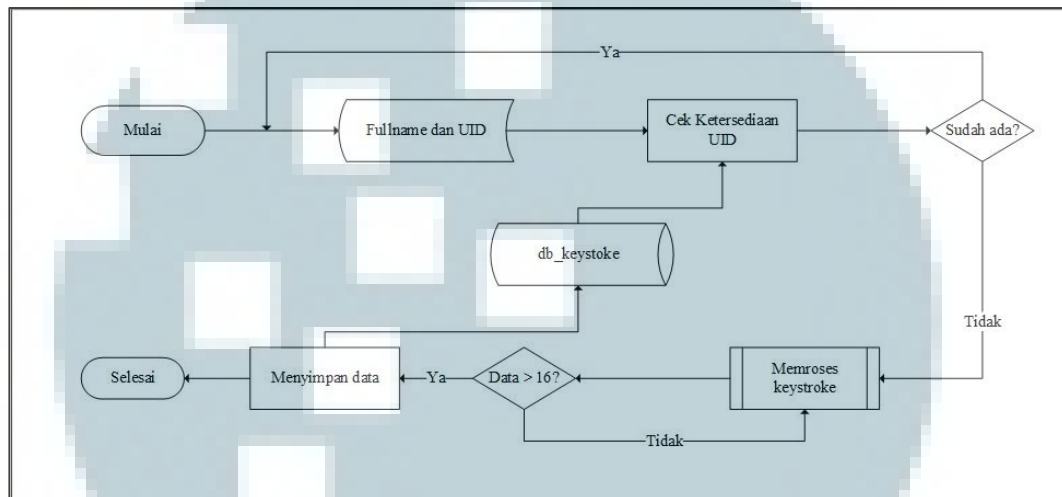 Ya
Mulai
Fullname dan UID
Cek Ketersediaan
UID
Sudah ada?
db_keystoke
Tidak
Selesai
Menyimpan data
Ya
Data > 16?
Memroses
keystroke
Tidak